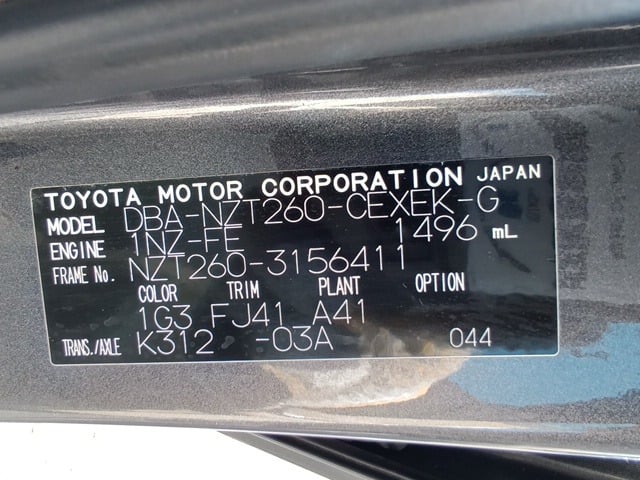 TOYOTA MOTOR CORPORATION JAPAN
MODEL DBA-NZT260-CEXEK-G
ENGINE 1NZ-FE 1496 mL
FRAME No. NZT260-3156411
COLOR TRIM PLANT OPTION
1G3 FJ41 A41
TRANS./AXLE K312 -03A 044